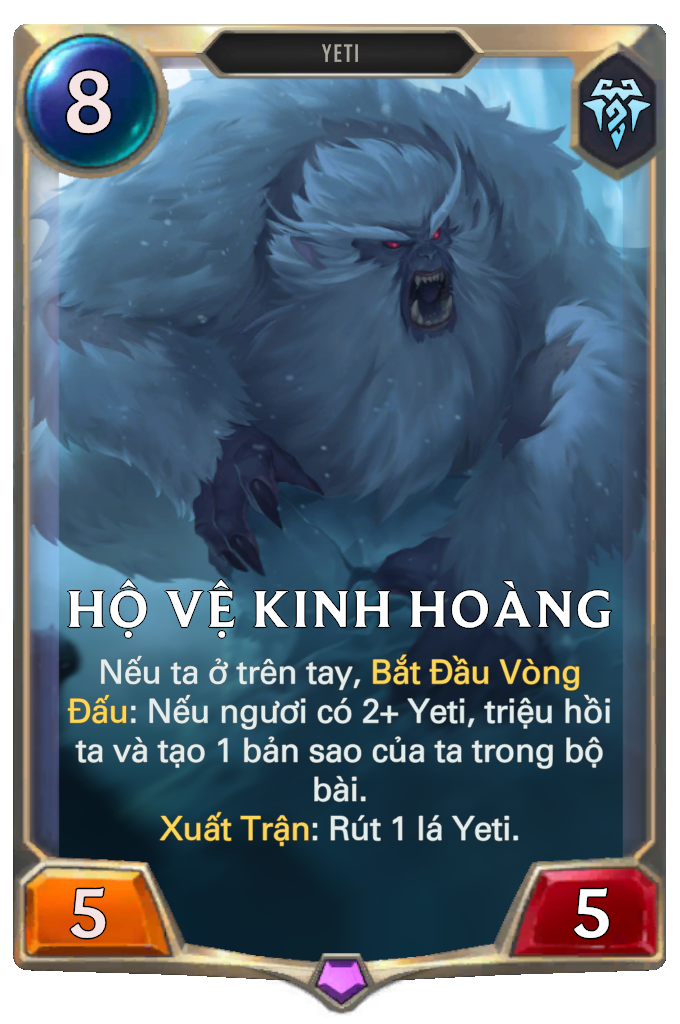 YETI
8
HỘ VỆ KINH HOÀNG
Nếu ta ở trên tay, Bắt Đầu Vòng
Đấu: Nếu ngươi có 2+ Yeti, triệu hồi
ta và tạo 1 bản sao của ta trong bộ
bài.
Xuất Trận: Rút 1 lá Yeti.
5
5